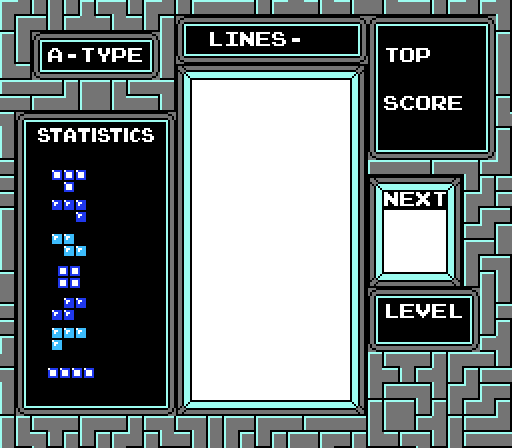 A-TYPE
LINES-
TOP
SCORE
STATISTICS
NEXT
LEVEL